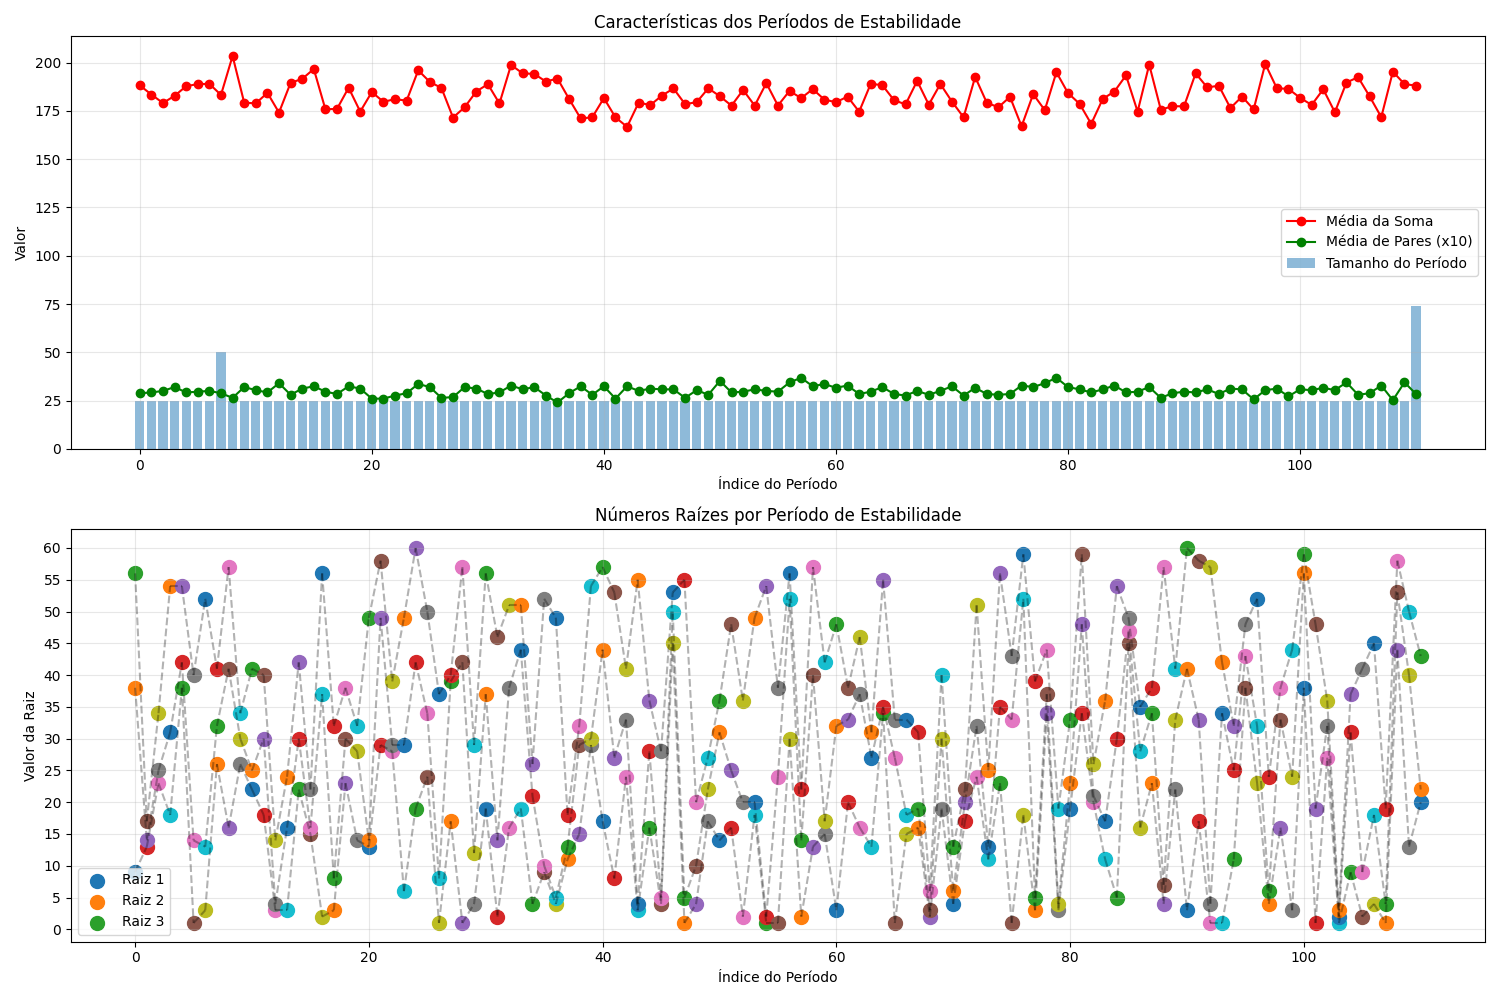 Características dos Períodos de Estabilidade
Valor
200
175
150
125
100
75
50
25
0
Média da Soma
Média de Pares (x10)
Tamanho do Período
0 20 40 60 80 100
Índice do Período
Números Raízes por Período de Estabilidade
Valor da Raiz
60
55
50
45
40
35
30
25
20
15
10
5
0
Raiz 1
Raiz 2
Raiz 3
0 20 40 60 80 100
Índice do Período